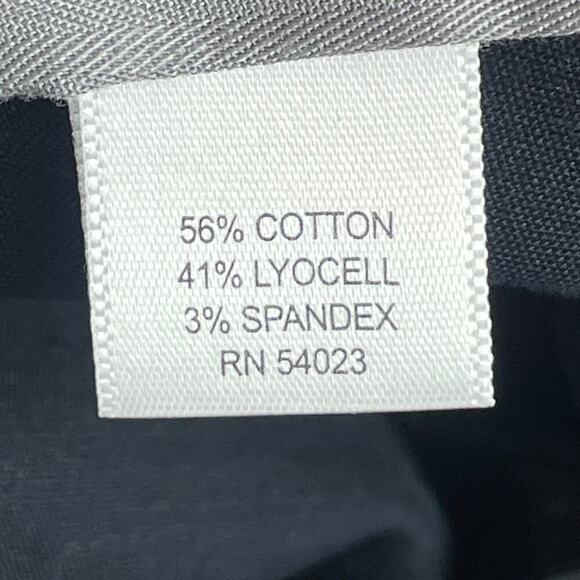 56% COTTON
41% LYOCELL
3% SPANDEX
RN 54023